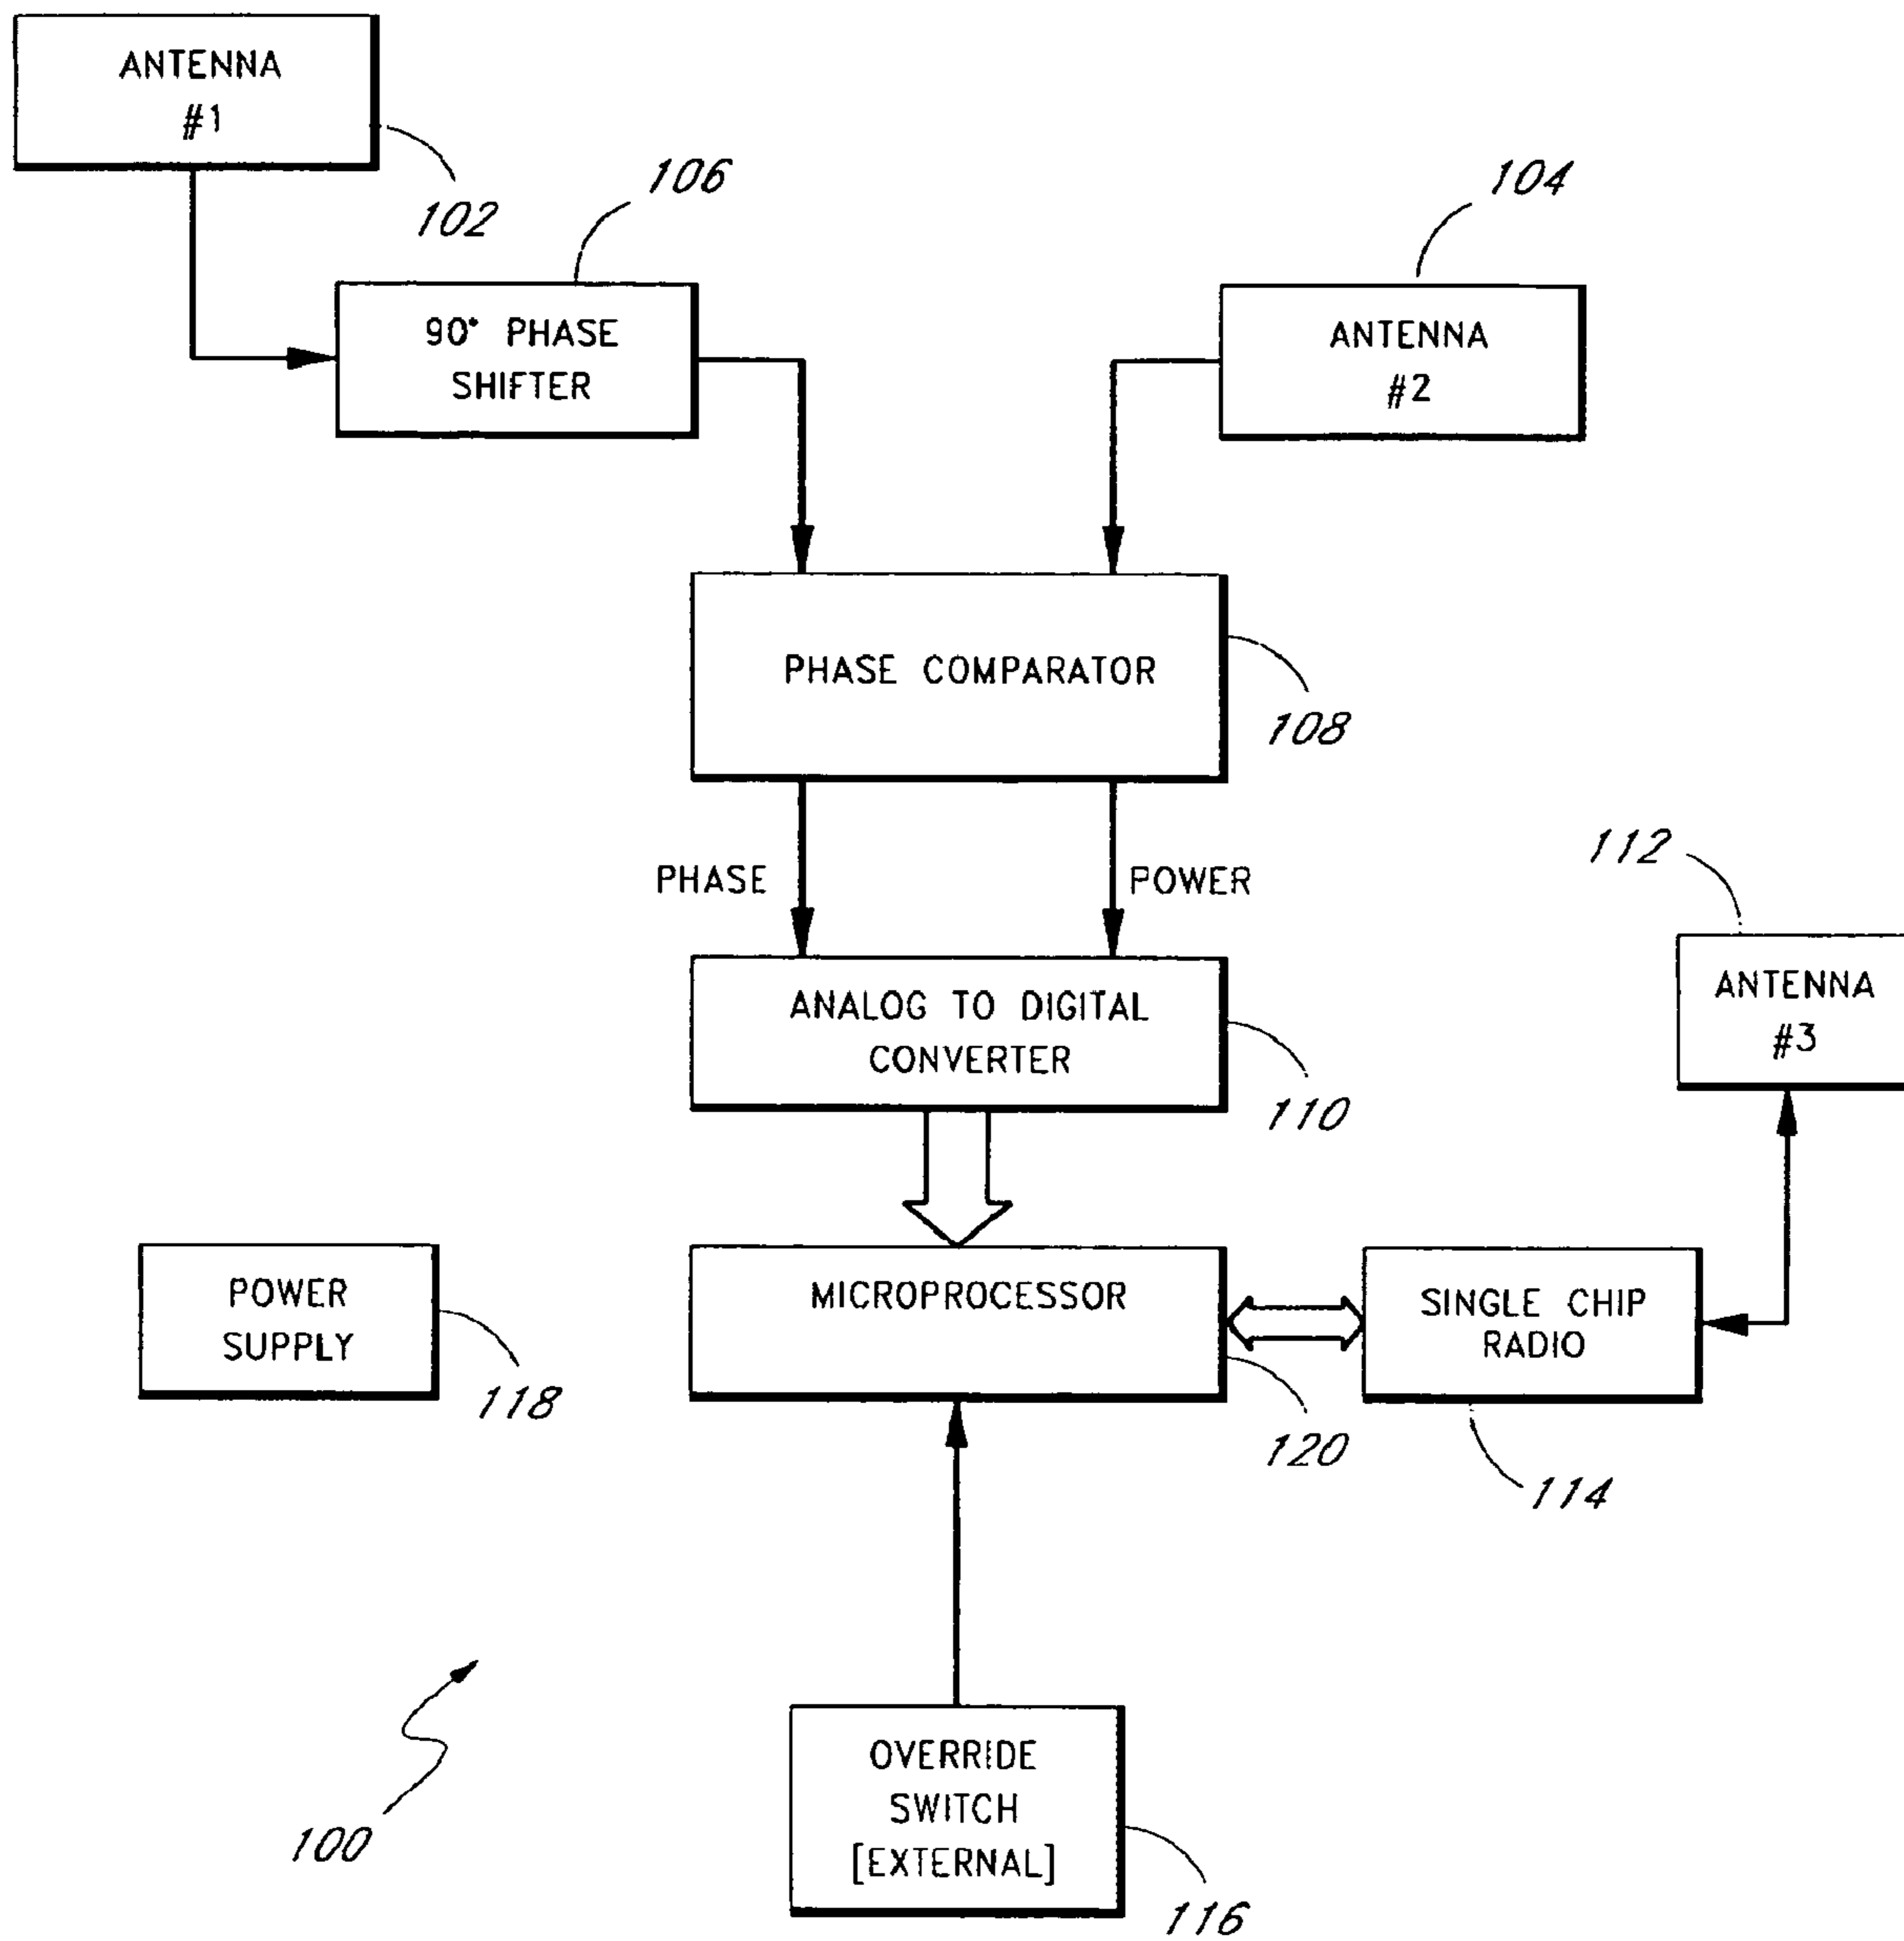 ANTENNA
#1
102
106
104
90° PHASE
SHIFTER
ANTENNA
#2
PHASE COMPARATOR
108
PHASE
POWER
112
ANALOG TO DIGITAL
CONVERTER
110
ANTENNA
#3
POWER
SUPPLY
118
MICROPROCESSOR
120
SINGLE CHIP
RADIO
114
100
OVERRIDE
SWITCH
[EXTERNAL]
116